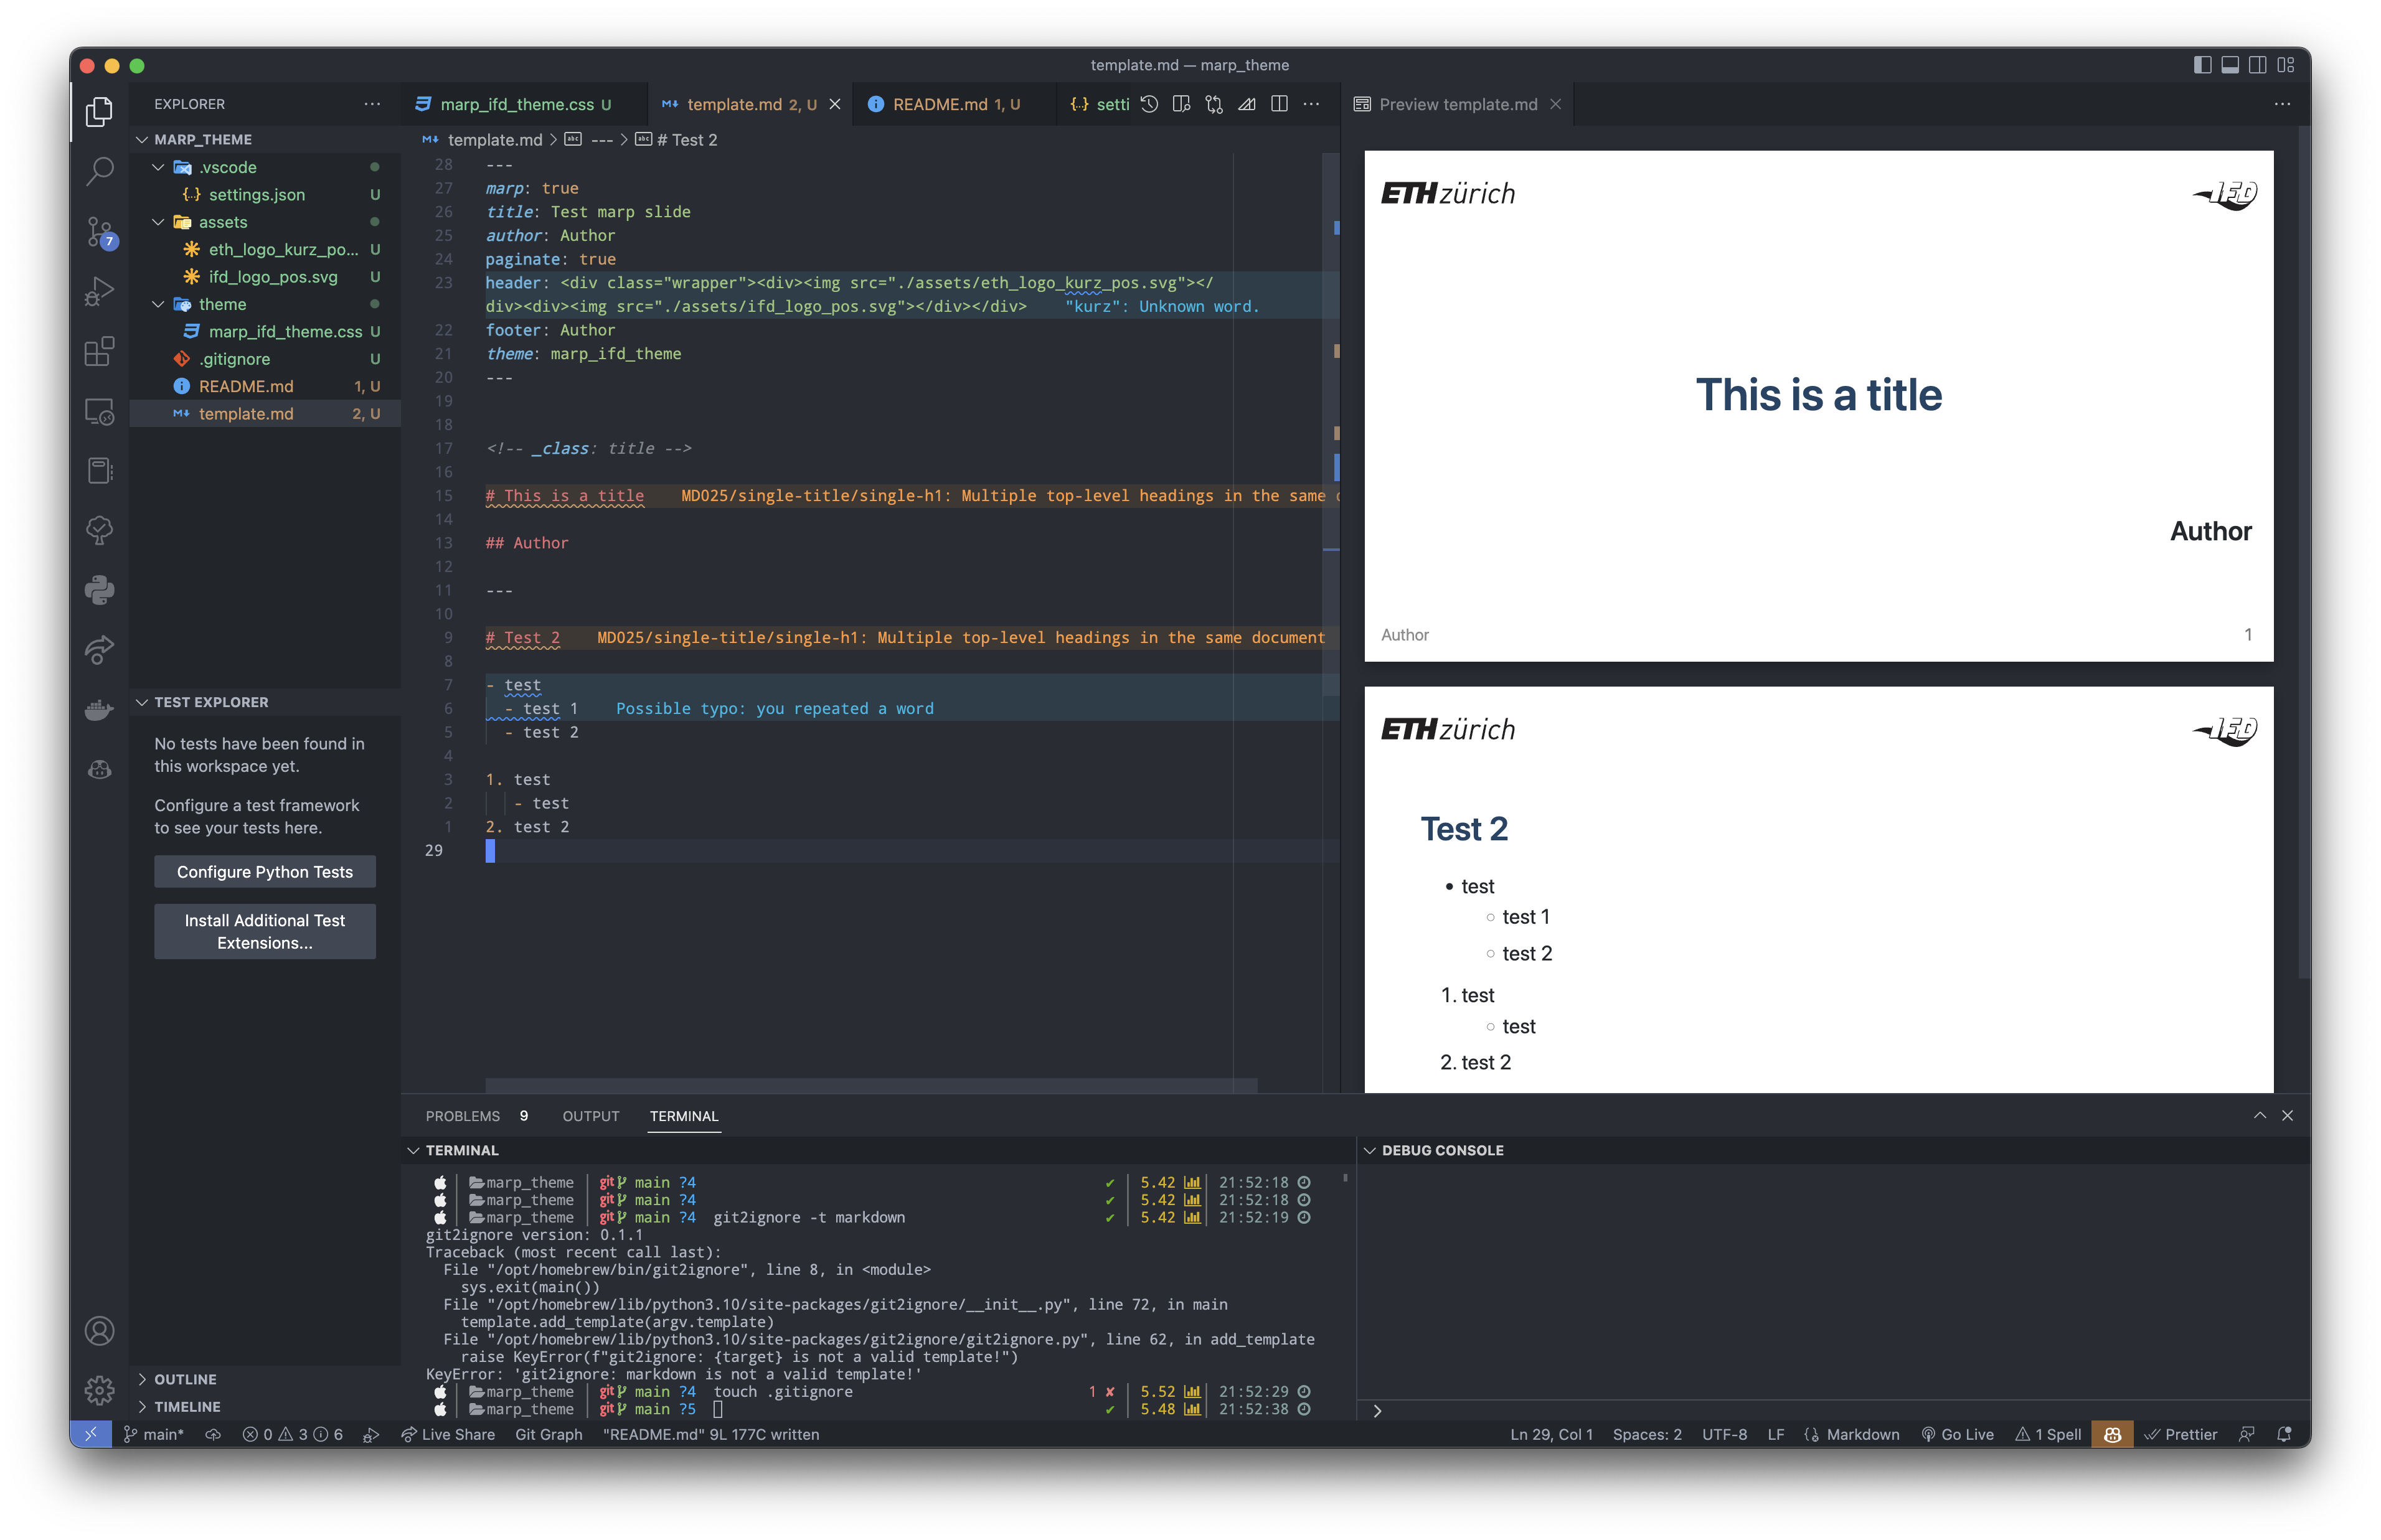 template.md — marp_theme
EXPLORER
MARP_THEME
.vscode
settings.json U
assets
eth_logo_kurz_po... U
ifd_logo_pos.svg U
theme
marp_ifd_theme.css U
.gitignore U
README.md 1, U
template.md 2, U
7
TEST EXPLORER
No tests have been found in
this workspace yet.
Configure a test framework
to see your tests here.
Configure Python Tests
Install Additional Test
Extensions...
OUTLINE
TIMELINE
marp_ifd_theme.css U
template.md 2, U
README.md 1, U
setti
template.md > --- > # Test 2
28 ---
27 marp: true
26 title: Test marp slide
25 author: Author
24 paginate: true
23 header: <div class="wrapper"><div><img src="./assets/eth_logo_kurz_pos.svg"></
div><div><img src="./assets/ifd_logo_pos.svg"></div></div> "kurz": Unknown word.
22 footer: Author
21 theme: marp_ifd_theme
20 ---
19
18
17 <!-- _class: title -->
16
15 # This is a title MD025/single-title/single-h1: Multiple top-level headings in the same
14
13 ## Author
12
11 ---
10
9 # Test 2 MD025/single-title/single-h1: Multiple top-level headings in the same document
8
7 - test
6 - test 1 Possible typo: you repeated a word
5 - test 2
4
3 1. test
2 - test
1 2. test 2
29
Preview template.md
ETH zürich
IFD
This is a title
Author
Author 1
ETH zürich
IFD
Test 2
• test
○ test 1
○ test 2
1. test
○ test
2. test 2
PROBLEMS 9 OUTPUT TERMINAL
TERMINAL
marp_theme git main ?4 ✔ 5.42 21:52:18
marp_theme git main ?4 ✔ 5.42 21:52:18
marp_theme git main ?4 git2ignore -t markdown ✔ 5.42 21:52:19
git2ignore version: 0.1.1
Traceback (most recent call last):
File "/opt/homebrew/bin/git2ignore", line 8, in <module>
sys.exit(main())
File "/opt/homebrew/lib/python3.10/site-packages/git2ignore/__init__.py", line 72, in main
template.add_template(argv.template)
File "/opt/homebrew/lib/python3.10/site-packages/git2ignore/git2ignore.py", line 62, in add_template
raise KeyError(f"git2ignore: {target} is not a valid template!")
KeyError: 'git2ignore: markdown is not a valid template!'
marp_theme git main ?4 touch .gitignore 1 ✘ 5.52 21:52:29
marp_theme git main ?5 ✔ 5.48 21:52:38
DEBUG CONSOLE
main* 0 3 6 Live Share Git Graph "README.md" 9L 177C written Ln 29, Col 1 Spaces: 2 UTF-8 LF Markdown Go Live 1 Spell Prettier